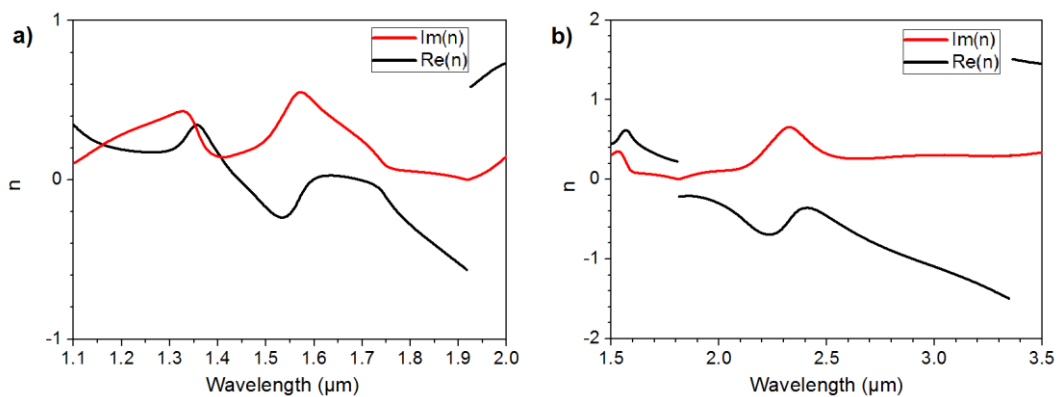 a)
Im(n)
Re(n)
n
1
0
-1
1.1 1.2 1.3 1.4 1.5 1.6 1.7 1.8 1.9 2.0
Wavelength (µm)
b)
Im(n)
Re(n)
n
2
1
0
-1
-2
1.5 2.0 2.5 3.0 3.5
Wavelength (µm)